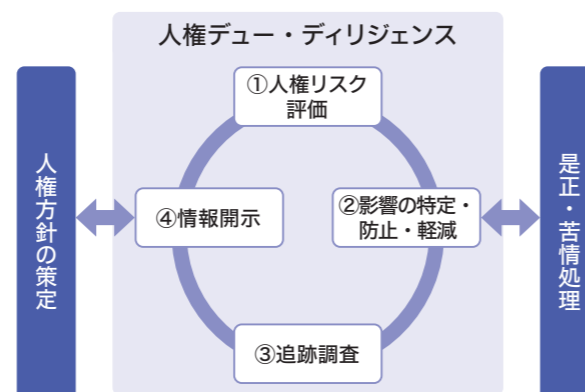 人権デュー・ディリジェンス
①人権リスク
評価
人権方針の策定
④情報開示
②影響の特定・
防止・軽減
是正・苦情処理
③追跡調査